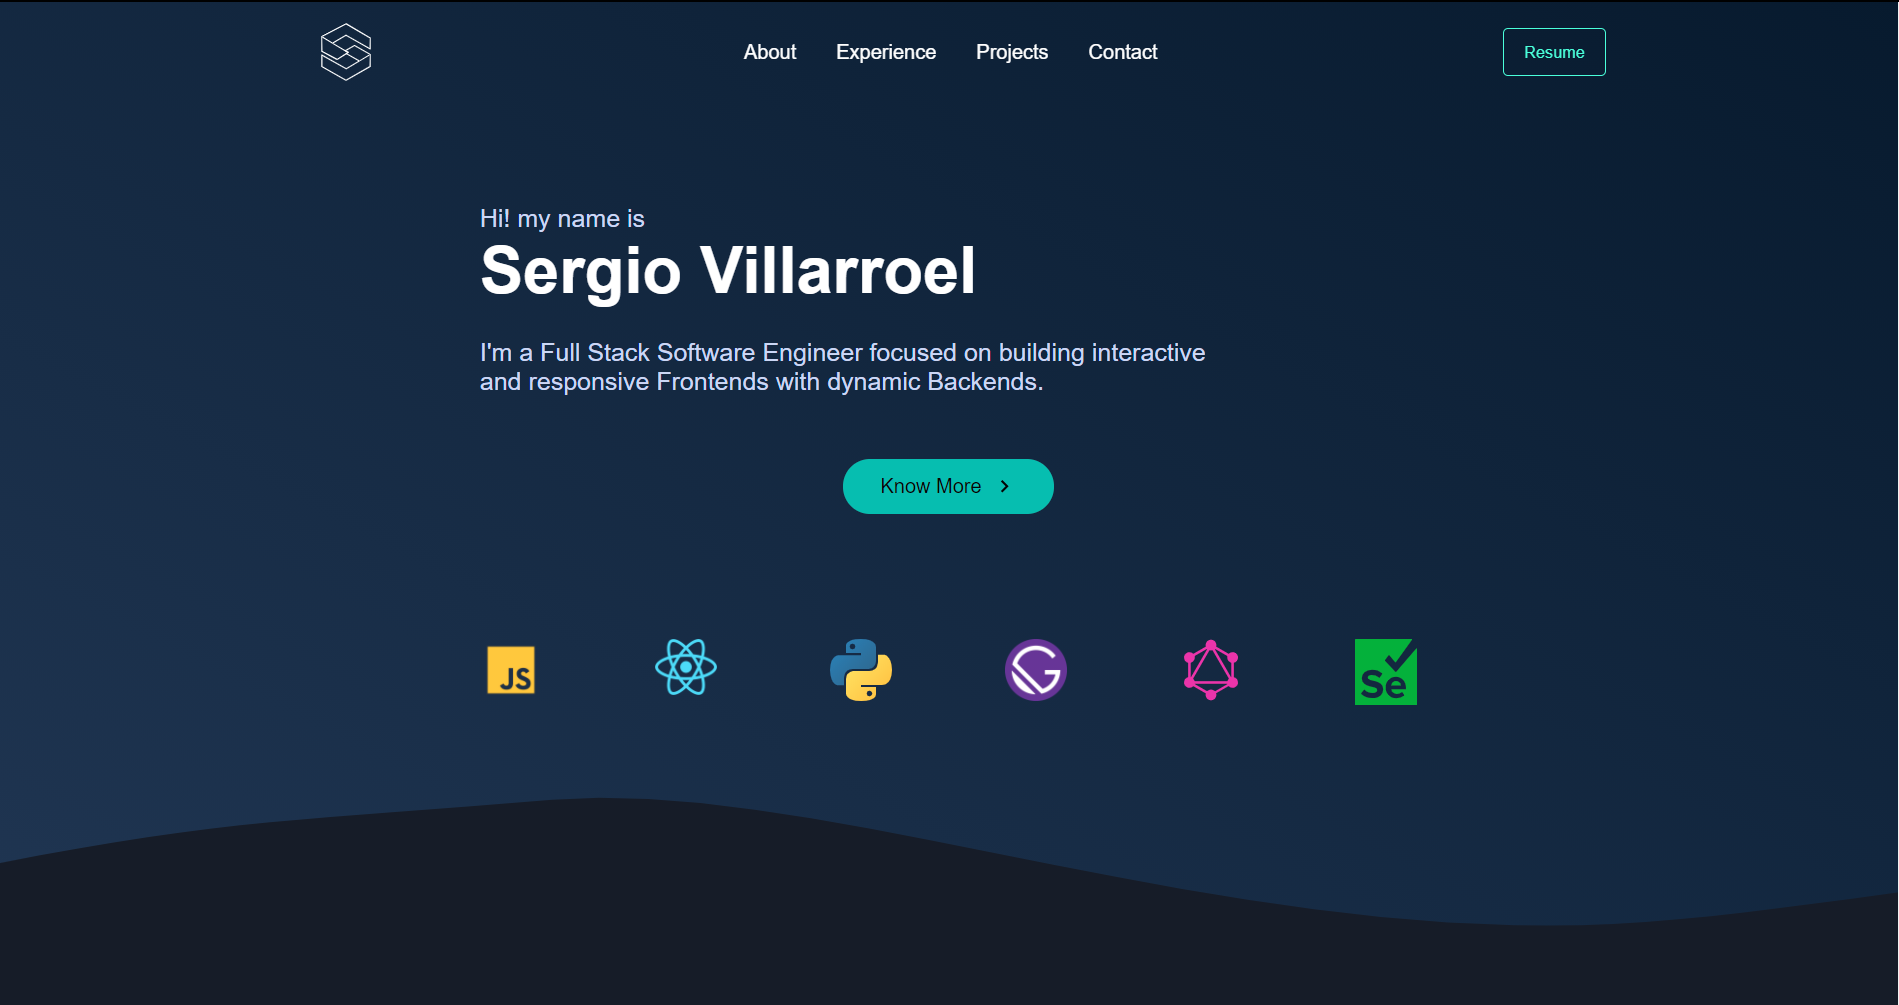 About Experience Projects Contact Resume
Hi! my name is
Sergio Villarroel
I'm a Full Stack Software Engineer focused on building interactive
and responsive Frontends with dynamic Backends.
Know More
JS Se